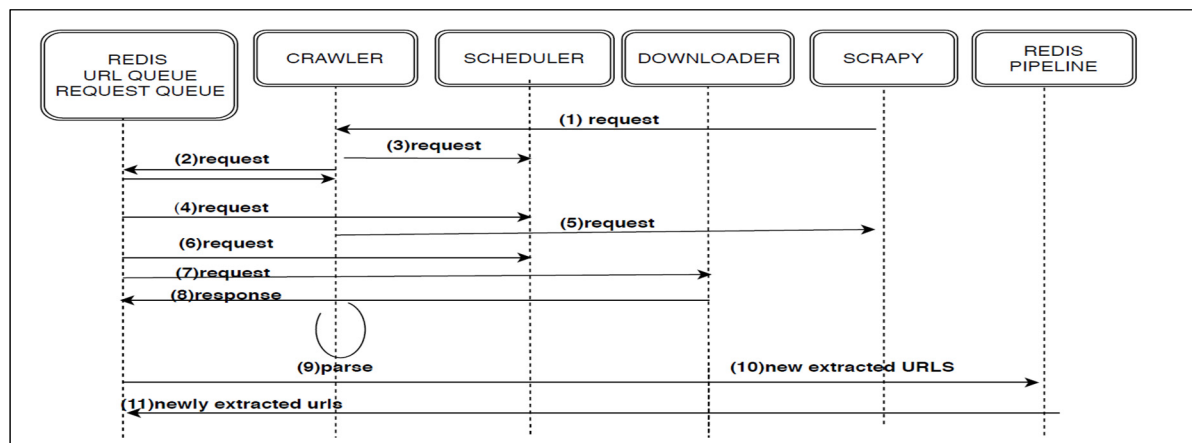 REDIS
URL QUEUE
REQUEST QUEUE
CRAWLER
SCHEDULER
DOWNLOADER
SCRAPY
REDIS
PIPELINE
(1) request
(3)request
(2)request
(4)request
(5)request
(6)request
(7)request
(8)response
(9)parse
(10)new extracted URLS
(11)newly extracted urls